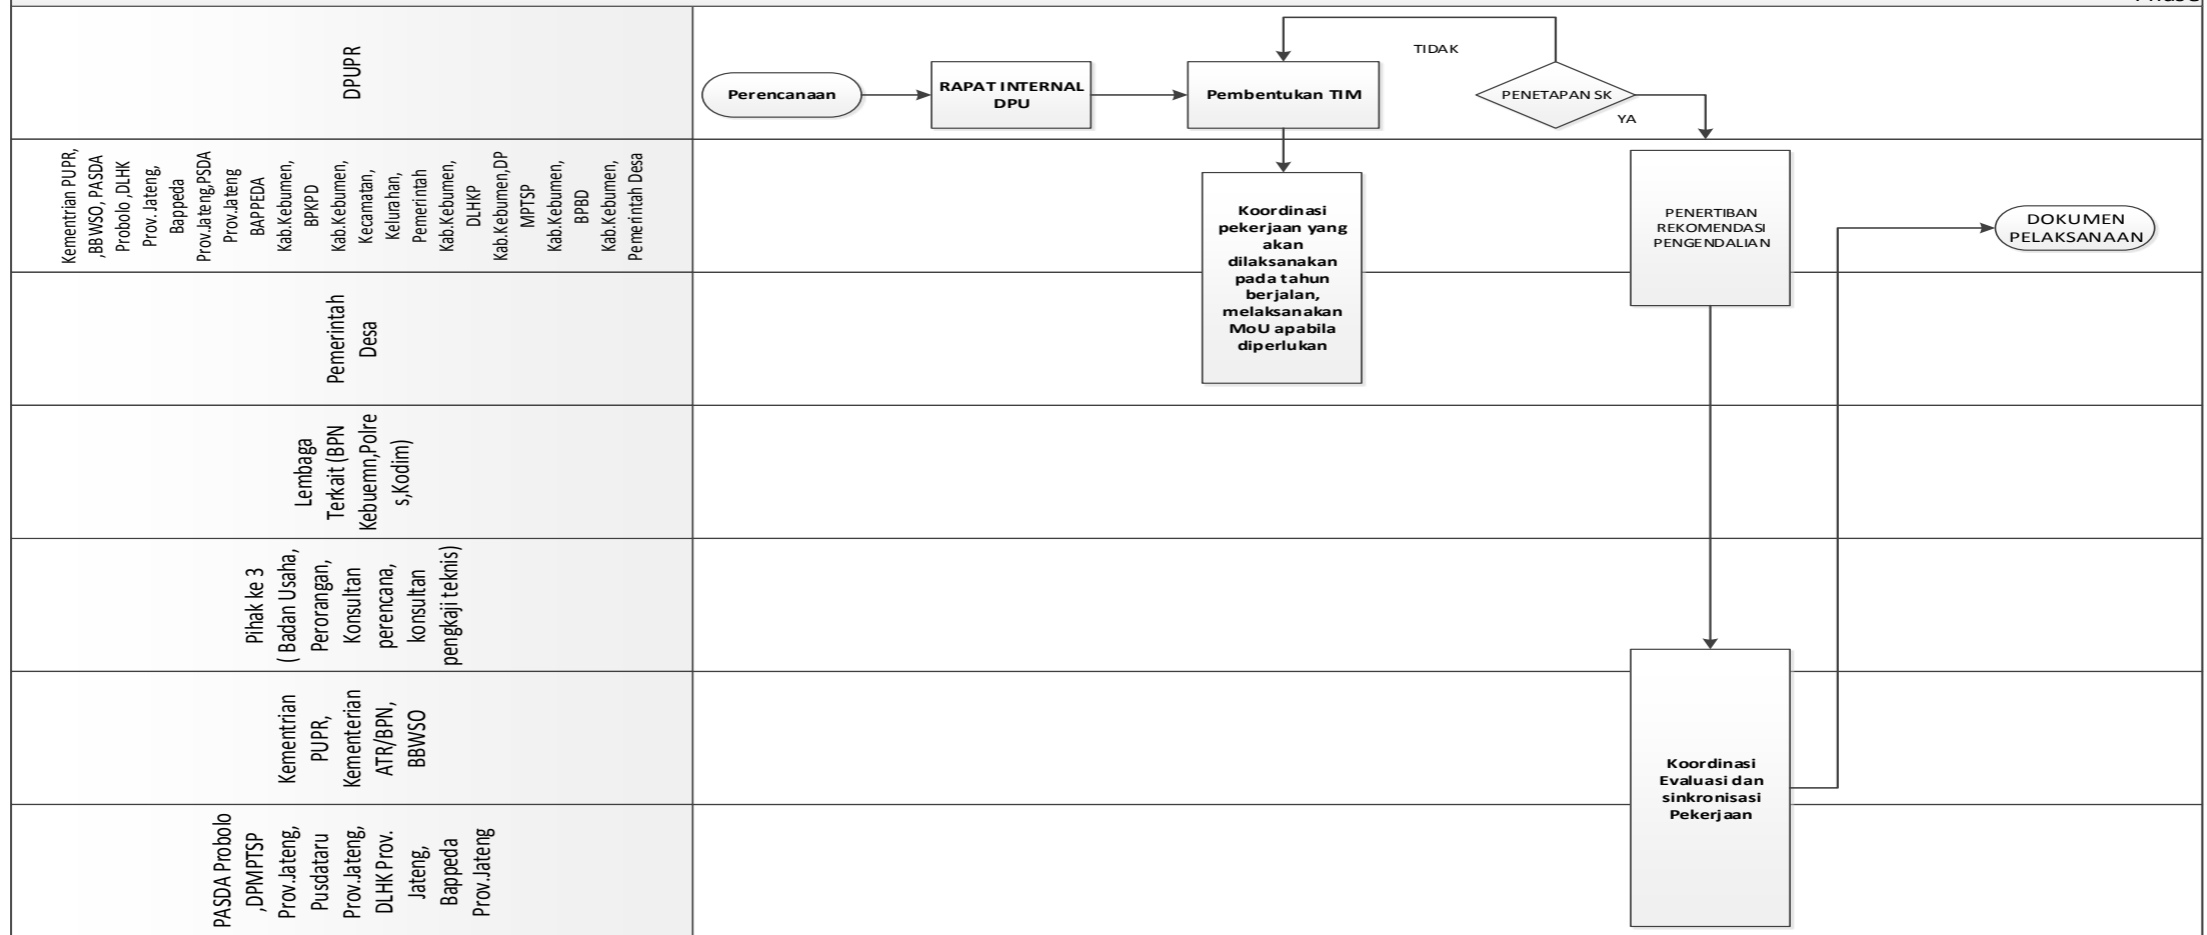 DPUPR
Perencanaan
RAPAT INTERNAL
DPU
Pembentukan TIM
TIDAK
PENETAPAN SK
YA
Kementrian PUPR,
,BBWSO, PASDA
Probolo ,DLHK
Prov. Jateng,
Bappeda
Prov.Jateng,PSDA
Prov.Jateng
BAPPEDA
Kab.Kebumen,
BPKPD
Kab.Kebumen,
Kecamatan,
Kelurahan,
Pemerintah
Kab.Kebumen,
DLHKP
Kab.Kebumen,DP
MPTSP
Kab.Kebumen,
BPBD
Kab.Kebumen,
Pemerintah Desa
Koordinasi
pekerjaan yang
akan
dilaksanakan
pada tahun
berjalan,
melaksanakan
MoU apabila
diperlukan
PENERTIBAN
REKOMENDASI
PENGENDALIAN
DOKUMEN
PELAKSANAAN
Pemerintah
Desa
Lembaga
Terkait (BPN
Kebuemn,Polre
s,Kodim)
Pihak ke 3
( Badan Usaha,
Perorangan,
Konsultan
perencana,
konsultan
pengkaji teknis)
Kementrian
PUPR,
Kementerian
ATR/BPN,
BBWSO
Koordinasi
Evaluasi dan
sinkronisasi
Pekerjaan
PASDA Probolo
,DPMPTSP
Prov.Jateng,
Pusdataru
Prov.Jateng,
DLHK Prov.
Jateng,
Bappeda
Prov.Jateng